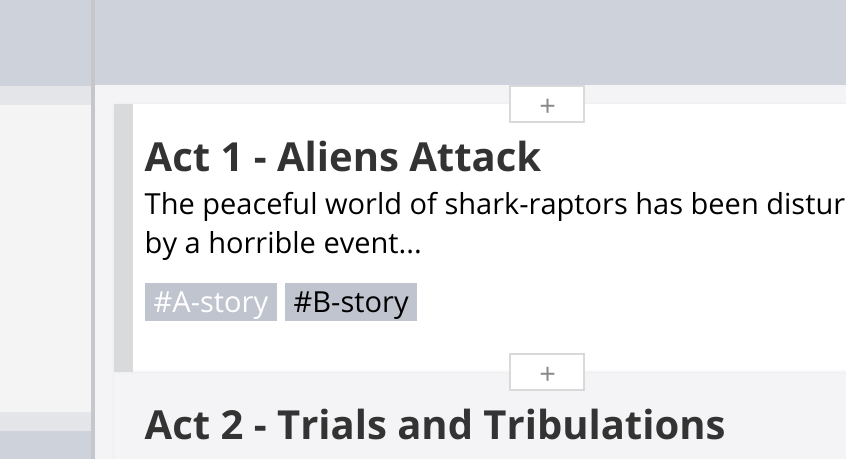 +
Act 1 - Aliens Attack
The peaceful world of shark-raptors has been distur
by a horrible event...
#A-story #B-story
+
Act 2 - Trials and Tribulations